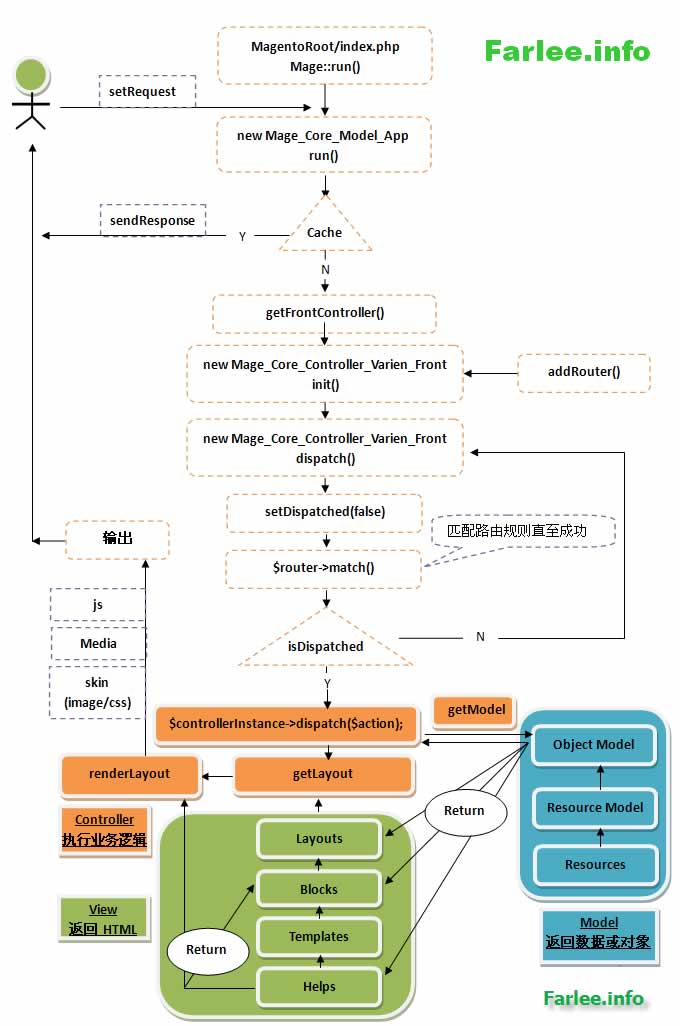 MagentoRoot/index.php
Mage::run()
Farlee.info
setRequest
new Mage_Core_Model_App
run()
sendResponse
Y
Cache
N
getFrontController()
new Mage_Core_Controller_Varien_Front
init()
addRouter()
new Mage_Core_Controller_Varien_Front
dispatch()
setDispatched(false)
匹配路由规则直至成功
输出
$router->match()
js
Media
isDispatched
N
skin
(image/css)
Y
$controllerInstance->dispatch($action);
getModel
Object Model
renderLayout
getLayout
Return
Resource Model
Controller
执行业务逻辑
Layouts
Resources
Blocks
View
返回 HTML
Templates
Return
Model
返回数据或对象
Helps
Farlee.info